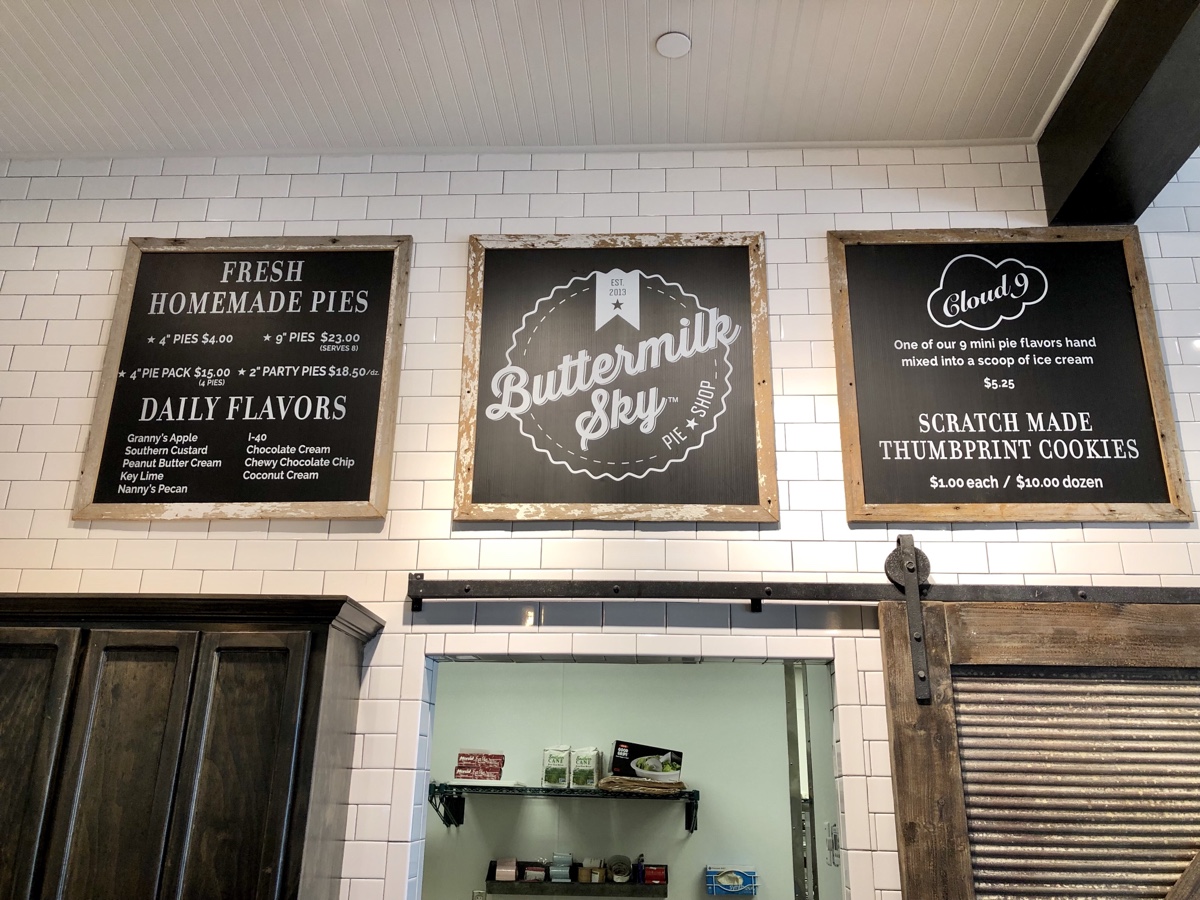 FRESH
HOMEMADE PIES
★ 4" PIES $4.00
★ 9" PIES $23.00
(SERVES 8)
★ 4" PIE PACK $15.00
(4 PIES)
★ 2" PARTY PIES $18.50/dz.
DAILY FLAVORS
Granny's Apple
Southern Custard
Peanut Butter Cream
Key Lime
Nanny's Pecan
I-40
Chocolate Cream
Chewy Chocolate Chip
Coconut Cream
EST.
2013
★
Buttermilk
Sky™
PIE ★ SHOP
Cloud 9
One of our 9 mini pie flavors hand
mixed into a scoop of ice cream
$5.25
SCRATCH MADE
THUMBPRINT COOKIES
$1.00 each / $10.00 dozen
CANE
CANE